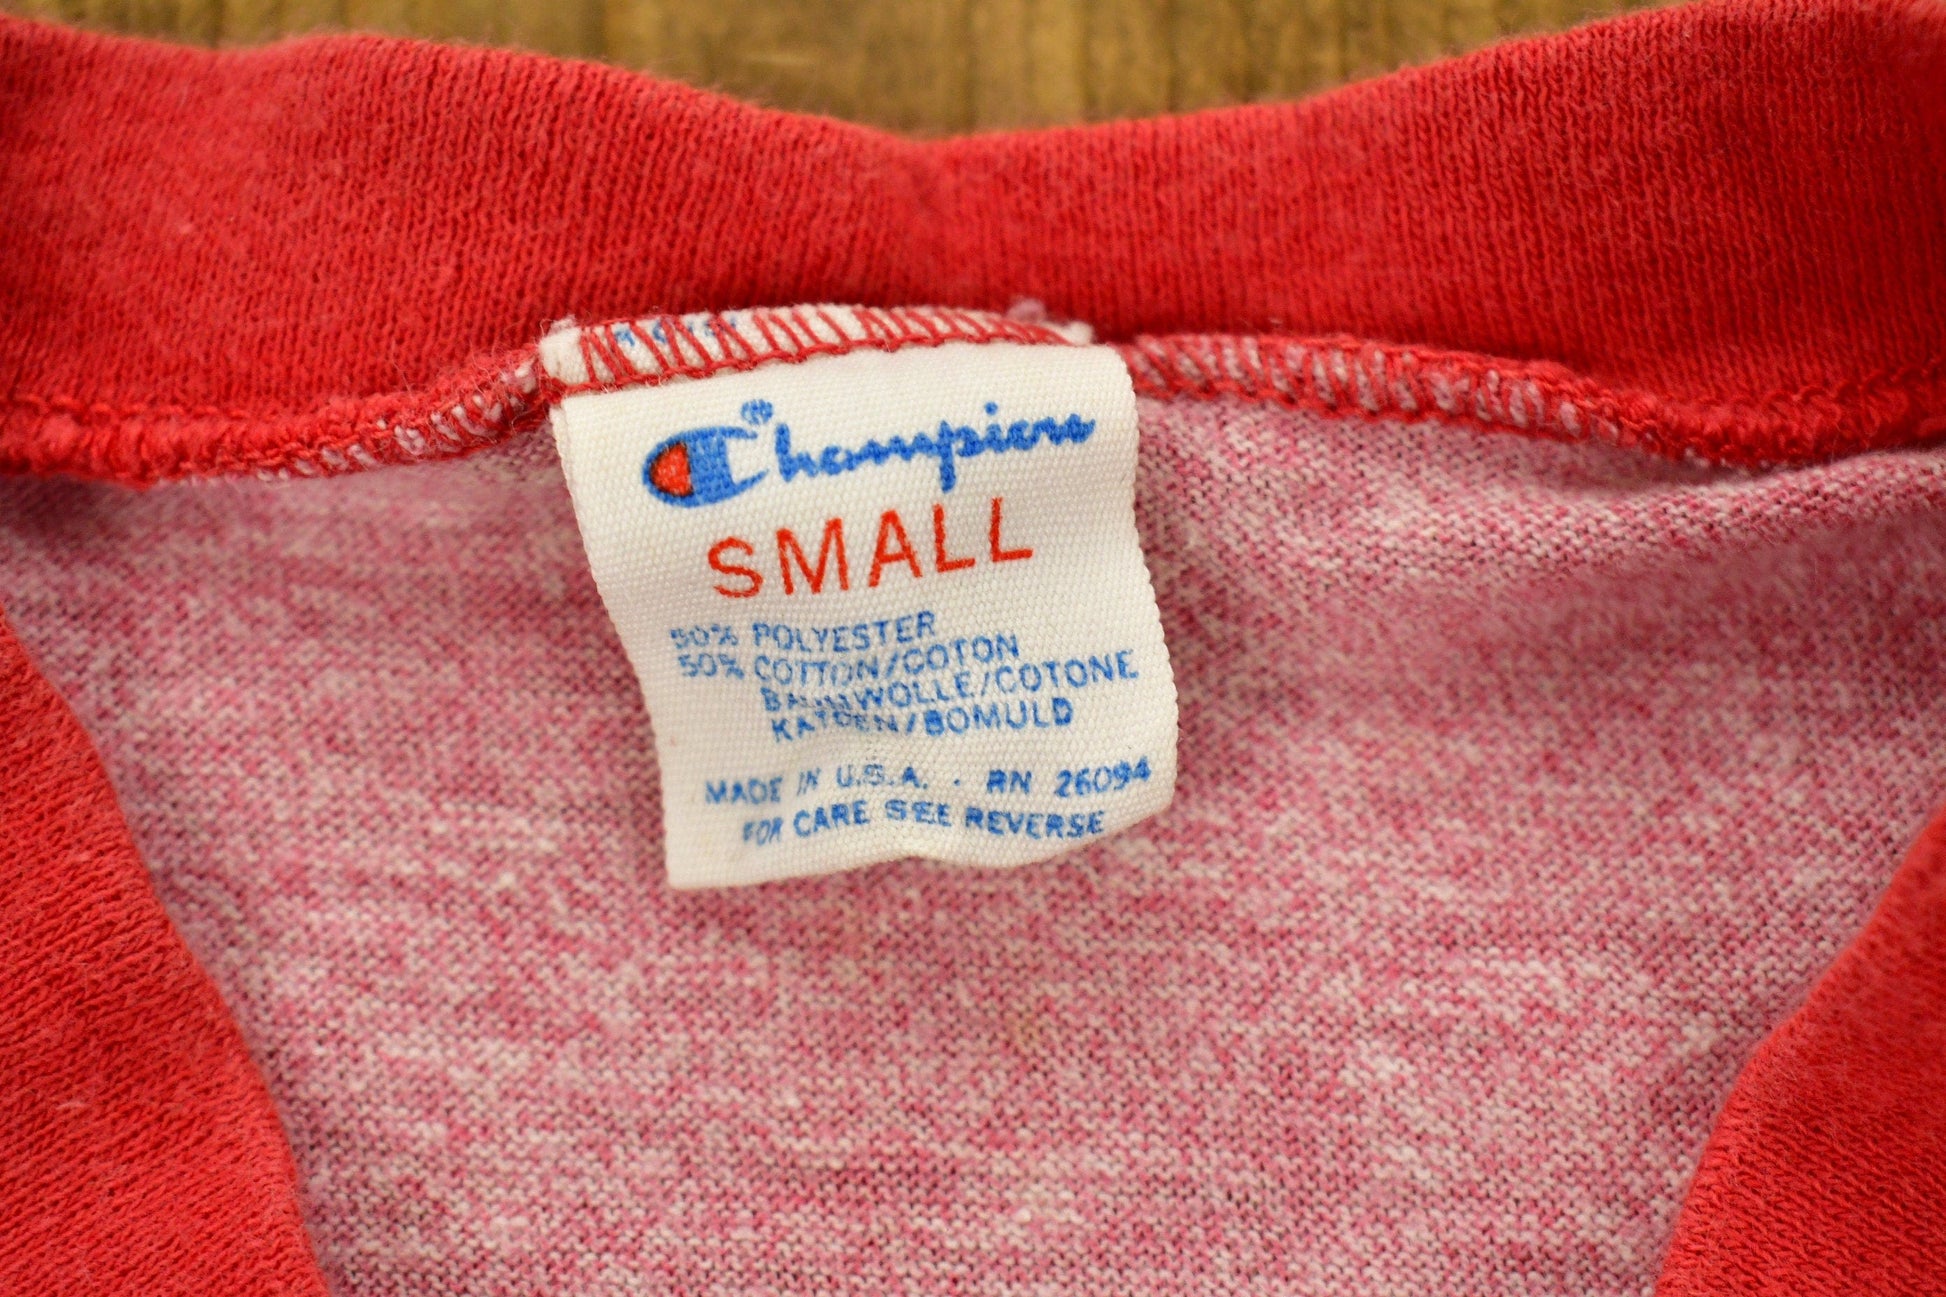 Champion®
SMALL
50% POLYESTER
50% COTTON/COTON
BAUMWOLLE/COTONE
KATOEN/BOMULD
MADE IN U.S.A. · RN 26094
FOR CARE SEE REVERSE